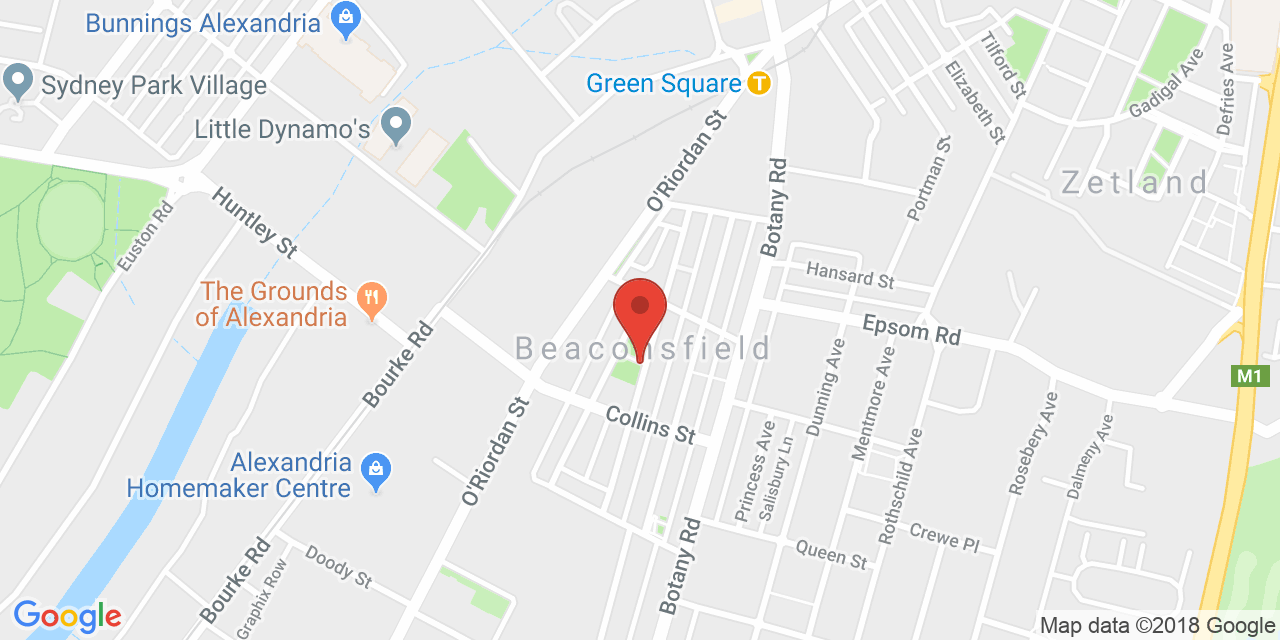 Bunnings Alexandria
Sydney Park Village
Green Square
T
Little Dynamo's
Tilford St
Elizabeth St
Gadigal Ave
Defries Ave
O'Riordan St
Botany Rd
Portman St
Zetland
Huntley St
Euston Rd
Hansard St
The Grounds
of Alexandria
Epsom Rd
Beaconsfield
Bourke Rd
M1
Dunning Ave
Mentmore Ave
Collins St
O'Riordan St
Princess Ave
Salisbury Ln
Rothschild Ave
Rosebery Ave
Dalmeny Ave
Alexandria
Homemaker Centre
Botany Rd
Queen St
Crewe Pl
Bourke Rd
Graphix Row
Doody St
Google
Map data ©2018 Google